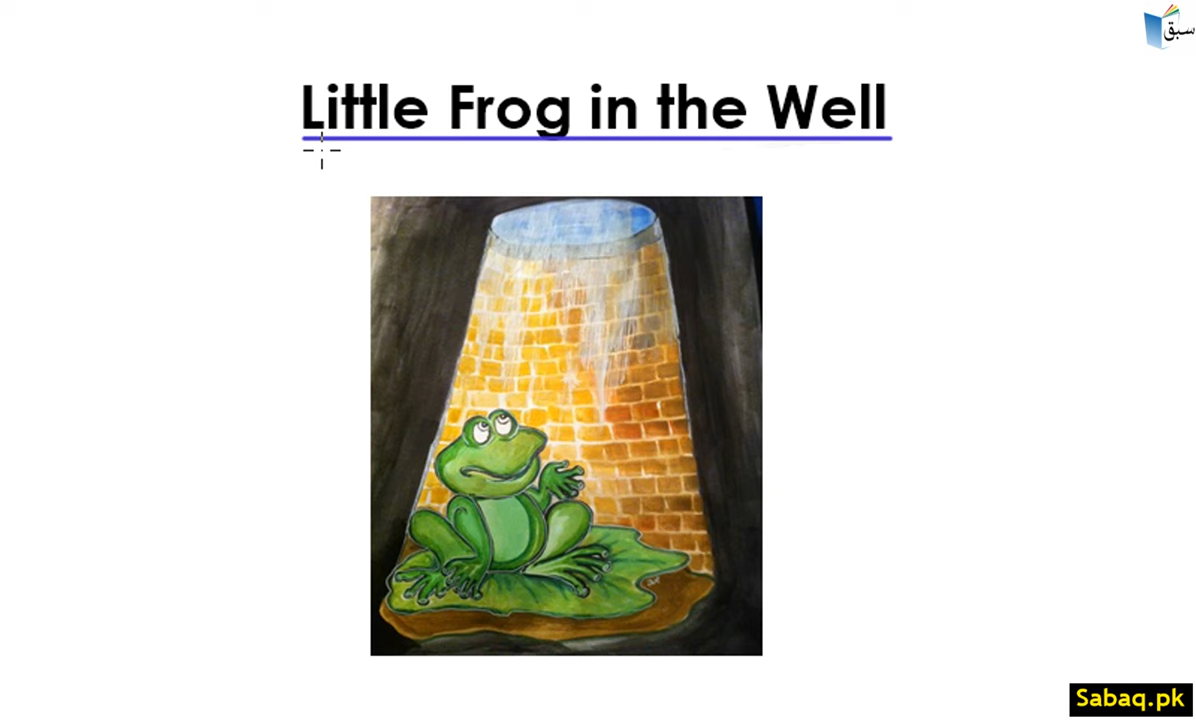 سبق
Little Frog in the Well
Sabaq.pk